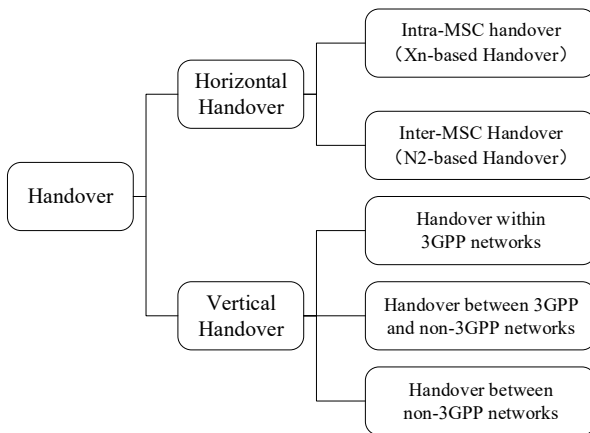 Handover
Horizontal
Handover
Vertical
Handover
Intra-MSC handover
（Xn-based Handover）
Inter-MSC Handover
（N2-based Handover）
Handover within
3GPP networks
Handover between 3GPP
and non-3GPP networks
Handover between
non-3GPP networks